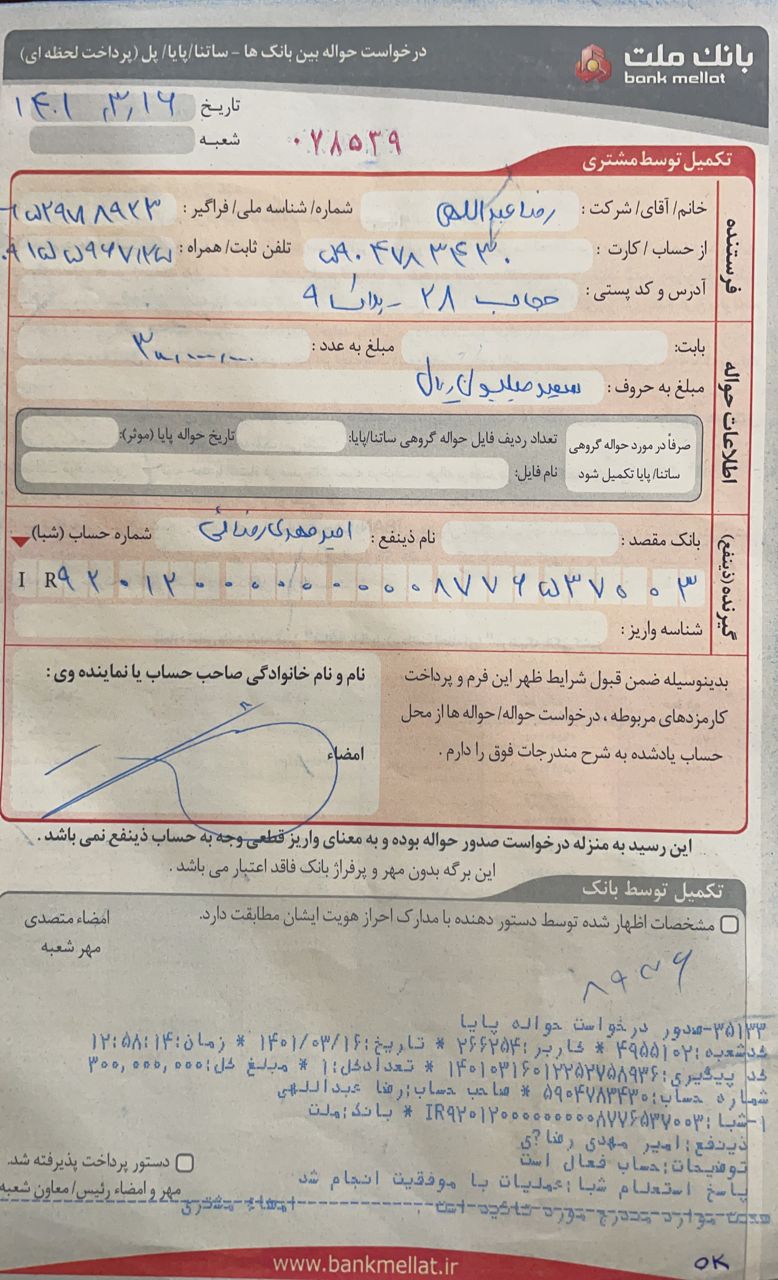 بانک ملت
bank mellat
درخواست حواله بین بانک ها - ساتنا/پایا/ پل (پرداخت لحظه ای)
تاریخ ۱۴۰۱ ,۳,۱۶
شعبه
۰۷۸۵۳۹
تکمیل توسط مشتری
فرستنده
خانم/ آقای/ شرکت : رضا عبداللهی شماره/ شناسه ملی/ فراگیر :
از حساب / کارت : ۵۹۰۴۷۸۳۴۳۰ تلفن ثابت/ همراه :
آدرس و کد پستی : حجاب ۲۸ - پلاک ۹
اطلاعات حواله
بابت: مبلغ به عدد : ۳۰۰,۰۰۰,۰۰۰
مبلغ به حروف : سیصد میلیون ریال
صرفاً در مورد حواله گروهی ساتنا/ پایا تکمیل شود
تعداد ردیف فایل حواله گروهی ساتنا/پایا: تاریخ حواله پایا (موثر):
نام فایل:
گیرنده (ذینفع)
بانک مقصد : نام ذینفع : امیر مهدی رضائی شماره حساب (شبا)
I R۹۲۰۱۲۰۰۰۰۰۰۰۰۰۰۸۷۷۶۵۳۷۰۰۳
شناسه واریز :
بدینوسیله ضمن قبول شرایط ظهر این فرم و پرداخت
کارمزدهای مربوطه ، درخواست حواله/ حواله ها از محل
حساب یادشده به شرح مندرجات فوق را دارم .
نام و نام خانوادگی صاحب حساب یا نماینده وی :
امضاء
این رسید به منزله درخواست صدور حواله بوده و به معنای واریز قطعی وجه به حساب ذینفع نمی باشد .
این برگه بدون مهر و پرفراژ بانک فاقد اعتبار می باشد .
تکمیل توسط بانک
مشخصات اظهار شده توسط دستور دهنده با مدارک احراز هویت ایشان مطابقت دارد.
امضاء متصدی
مهر شعبه
۳۵۱۳۳-صدور درخواست حواله پایا
کدشعبه:۴۹۵۵۱۰۲ * کاربر:۲۶۶۲۵۴ * تاریخ:۱۴۰۱/۰۳/۱۶ * زمان:۱۲:۵۸:۱۴
کد پیگیری:۱۴۰۱۰۳۱۶۰۱۲۲۵۲۷۵۸۹۳۶ * تعدادکل:۱ * مبلغ کل:۳۰۰,۰۰۰,۰۰۰
شماره حساب:۵۹۰۴۷۸۳۴۳۰ * صاحب حساب:رضا عبداللهی
۱-شبا:IR۹۲۰۱۲۰۰۰۰۰۰۰۰۰۰۸۷۷۶۵۳۷۰۰۳ * بانک:ملت
ذینفع:امیر مهدی رضا?ی
توضیحات:حساب فعال است
پاسخ استعلام شبا:عملیات با موفقیت انجام شد
صحت موارد مندرج مورد تائید است . امضاء مشتری
دستور پرداخت پذیرفته شد.
مهر و امضاء رئیس/ معاون شعبه
www.bankmellat.ir
OK